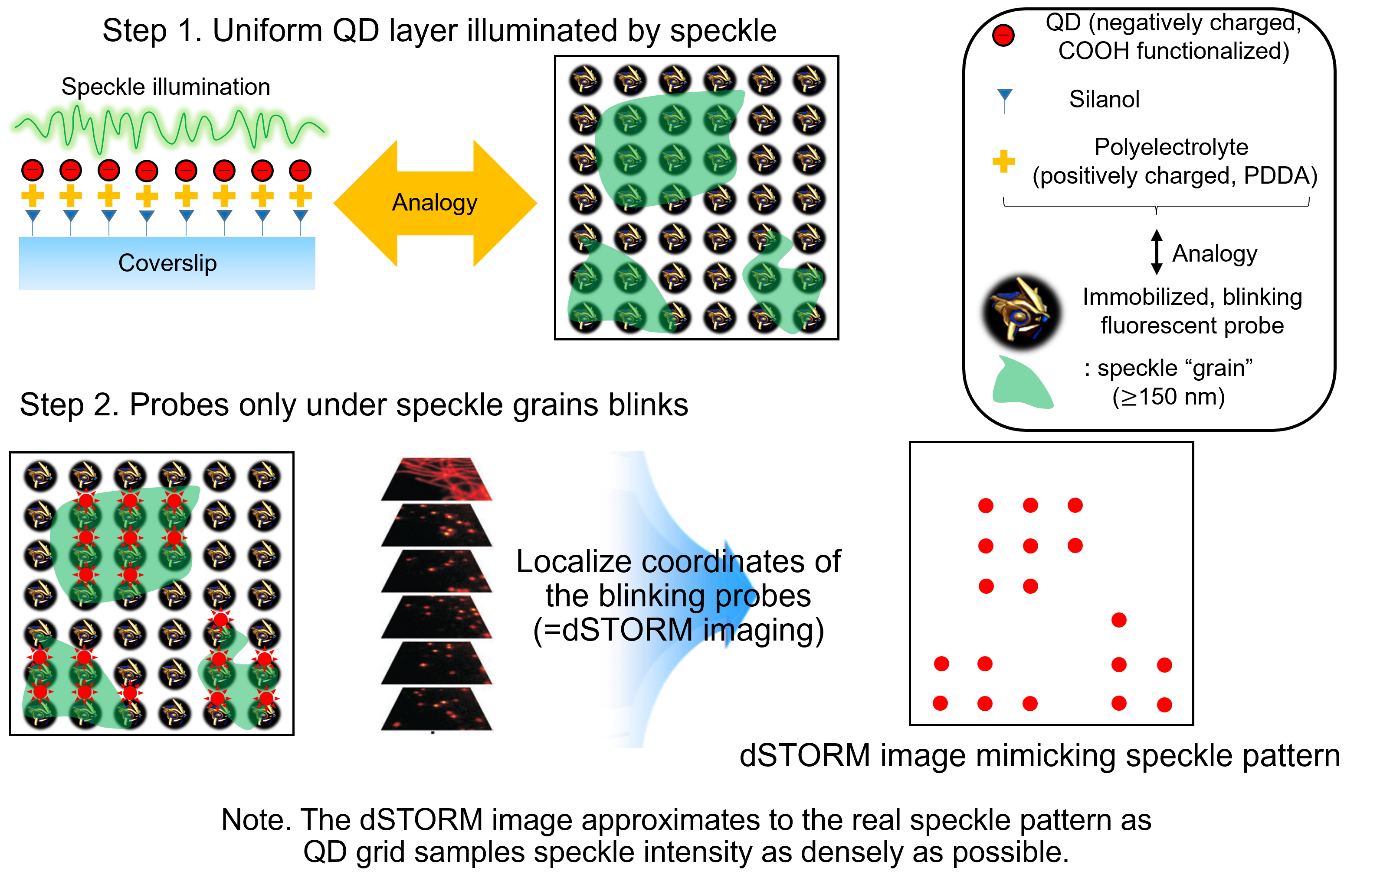 Step 1. Uniform QD layer illuminated by speckle
Speckle illumination
Analogy
Coverslip
QD (negatively charged,
COOH functionalized)
Silanol
Polyelectrolyte
(positively charged, PDDA)
Analogy
Immobilized, blinking
fluorescent probe
: speckle “grain”
(≥150 nm)
Step 2. Probes only under speckle grains blinks
Localize coordinates of
the blinking probes
(=dSTORM imaging)
dSTORM image mimicking speckle pattern
Note. The dSTORM image approximates to the real speckle pattern as
QD grid samples speckle intensity as densely as possible.